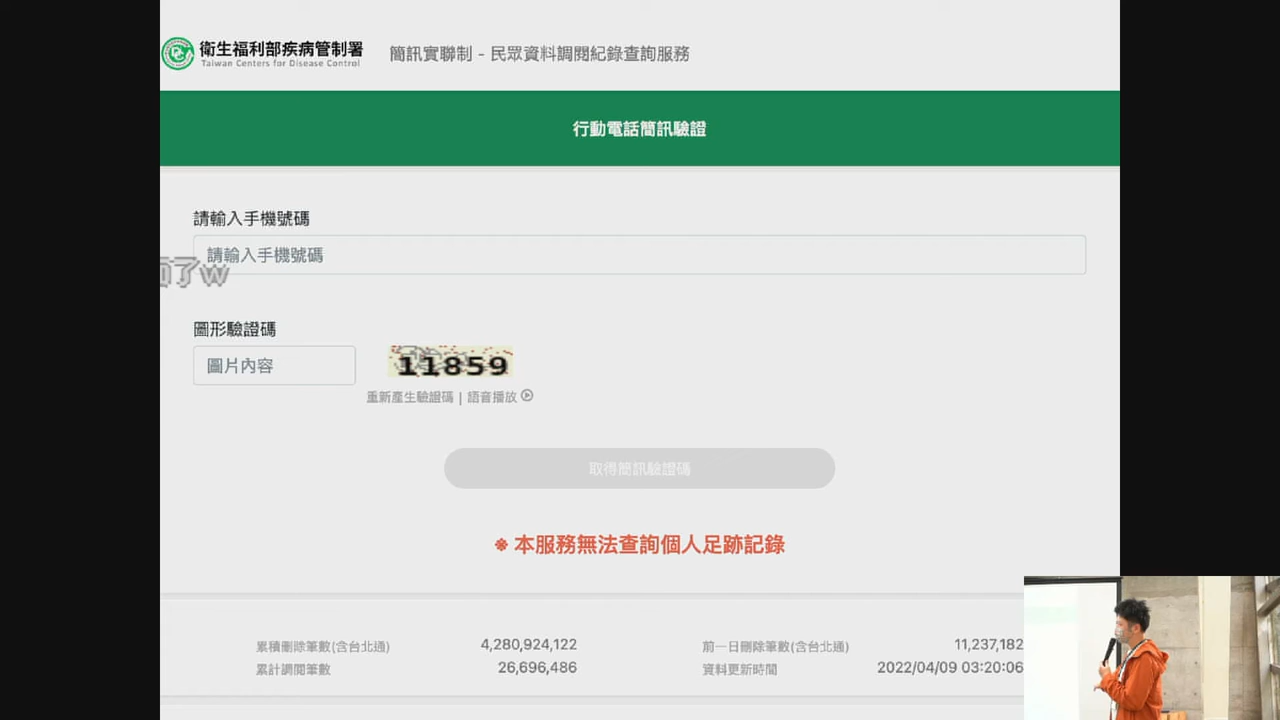 衛生福利部疾病管制署
Taiwan Centers for Disease Control
簡訊實聯制 - 民眾資料調閱紀錄查詢服務
行動電話簡訊驗證
請輸入手機號碼
請輸入手機號碼
了w
圖形驗證碼
圖片內容
11859
重新產生驗證碼 | 語音播放
取得簡訊驗證碼
※ 本服務無法查詢個人足跡記錄
累積刪除筆數(含台北通) 4,280,924,122 前一日刪除筆數(含台北通) 11,237,182
累計調閱筆數 26,696,486 資料更新時間 2022/04/09 03:20:06